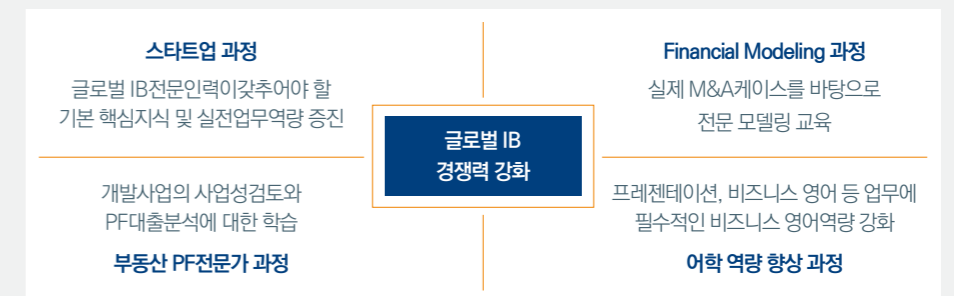 스타트업 과정
글로벌 IB전문인력이갖추어야 할
기본 핵심지식 및 실전업무역량 증진
Financial Modeling 과정
실제 M&A케이스를 바탕으로
전문 모델링 교육
글로벌 IB
경쟁력 강화
개발사업의 사업성검토와
PF대출분석에 대한 학습
부동산 PF전문가 과정
프레젠테이션, 비즈니스 영어 등 업무에
필수적인 비즈니스 영어역량 강화
어학 역량 향상 과정